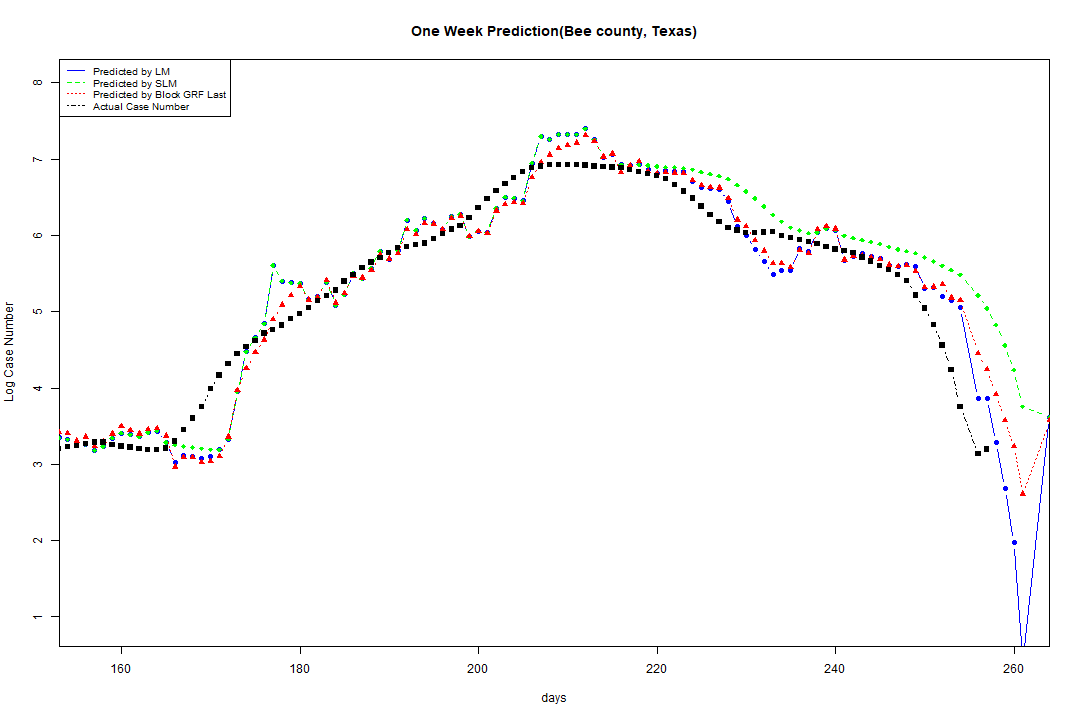 One Week Prediction(Bee county, Texas)
Predicted by LM
Predicted by SLM
Predicted by Block GRF Last
Actual Case Number
8
7
6
5
4
3
2
1
Log Case Number
160 180 200 220 240 260
days